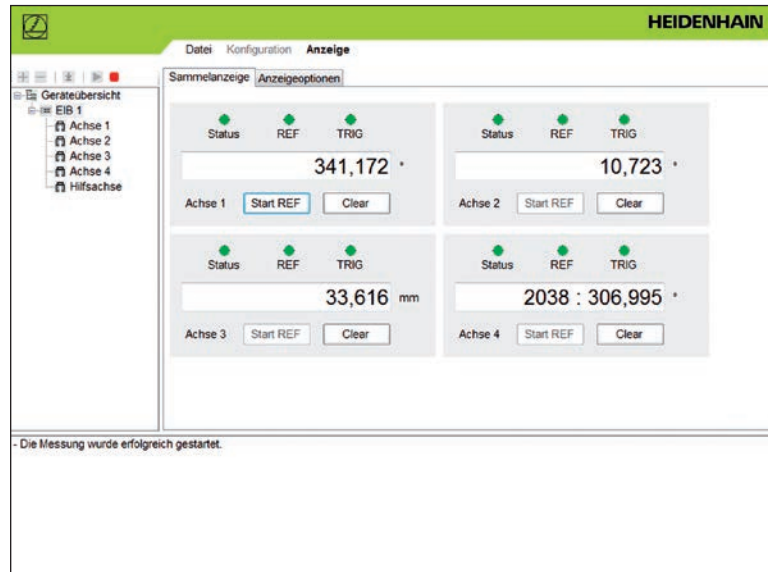 HEIDENHAIN
Datei Konfiguration Anzeige
Sammelanzeige Anzeigeoptionen
Geräteübersicht
EIB 1
Achse 1
Achse 2
Achse 3
Achse 4
Hilfsachse
Status REF TRIG
341,172 °
Achse 1 Start REF Clear
Status REF TRIG
10,723 °
Achse 2 Start REF Clear
Status REF TRIG
33,616 mm
Achse 3 Start REF Clear
Status REF TRIG
2038 : 306,995 °
Achse 4 Start REF Clear
- Die Messung wurde erfolgreich gestartet.